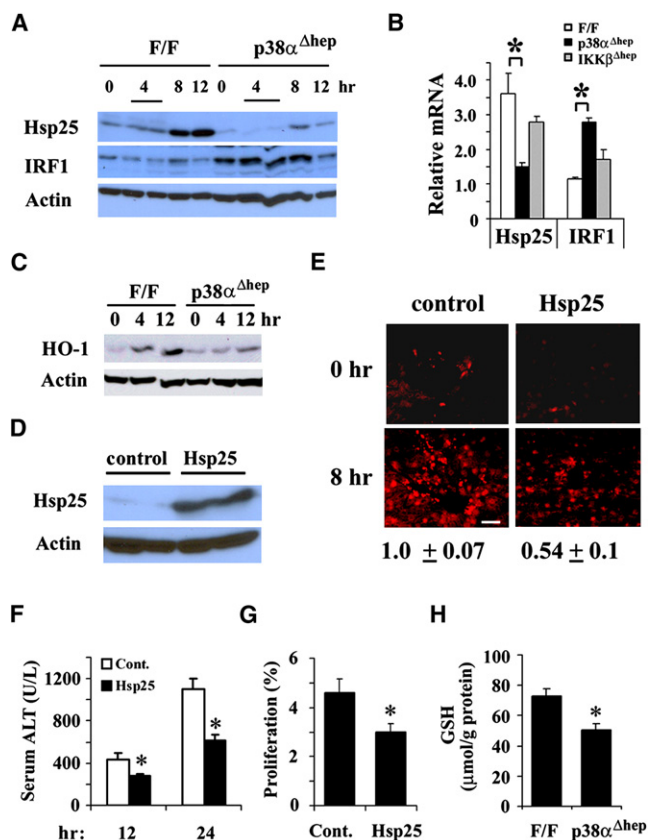 A
F/F p38α^Δhep
0 4 8 12 0 4 8 12 hr
Hsp25
IRF1
Actin
B
F/F
p38α^Δhep
IKKβ^Δhep
Relative mRNA
4.0
3.0
2.0
1.0
0
*
*
Hsp25 IRF1
C
F/F p38α^Δhep
0 4 12 0 4 12 hr
HO-1
Actin
D
control Hsp25
Hsp25
Actin
E
control Hsp25
0 hr
8 hr
1.0 ± 0.07 0.54 ± 0.1
F
Serum ALT (U/L)
1200
800
400
0
Cont.
Hsp25
*
*
hr: 12 24
G
Proliferation (%)
6
4
2
0
*
Cont. Hsp25
H
GSH
(μmol/g protein)
100
80
60
40
20
0
*
F/F p38α^Δhep